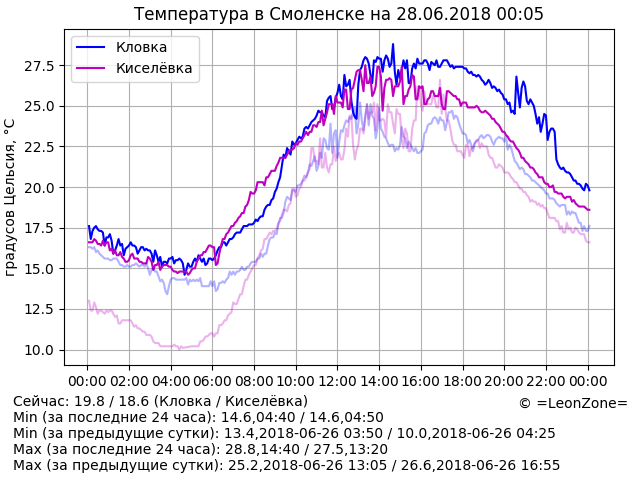 Температура в Смоленске на 28.06.2018 00:05
Кловка
Киселёвка
градусов Цельсия, °C
27.5
25.0
22.5
20.0
17.5
15.0
12.5
10.0
00:00 02:00 04:00 06:00 08:00 10:00 12:00 14:00 16:00 18:00 20:00 22:00 00:00
Сейчас: 19.8 / 18.6 (Кловка / Киселёвка)
© =LeonZone=
Min (за последние 24 часа): 14.6,04:40 / 14.6,04:50
Min (за предыдущие сутки): 13.4,2018-06-26 03:50 / 10.0,2018-06-26 04:25
Max (за последние 24 часа): 28.8,14:40 / 27.5,13:20
Max (за предыдущие сутки): 25.2,2018-06-26 13:05 / 26.6,2018-06-26 16:55